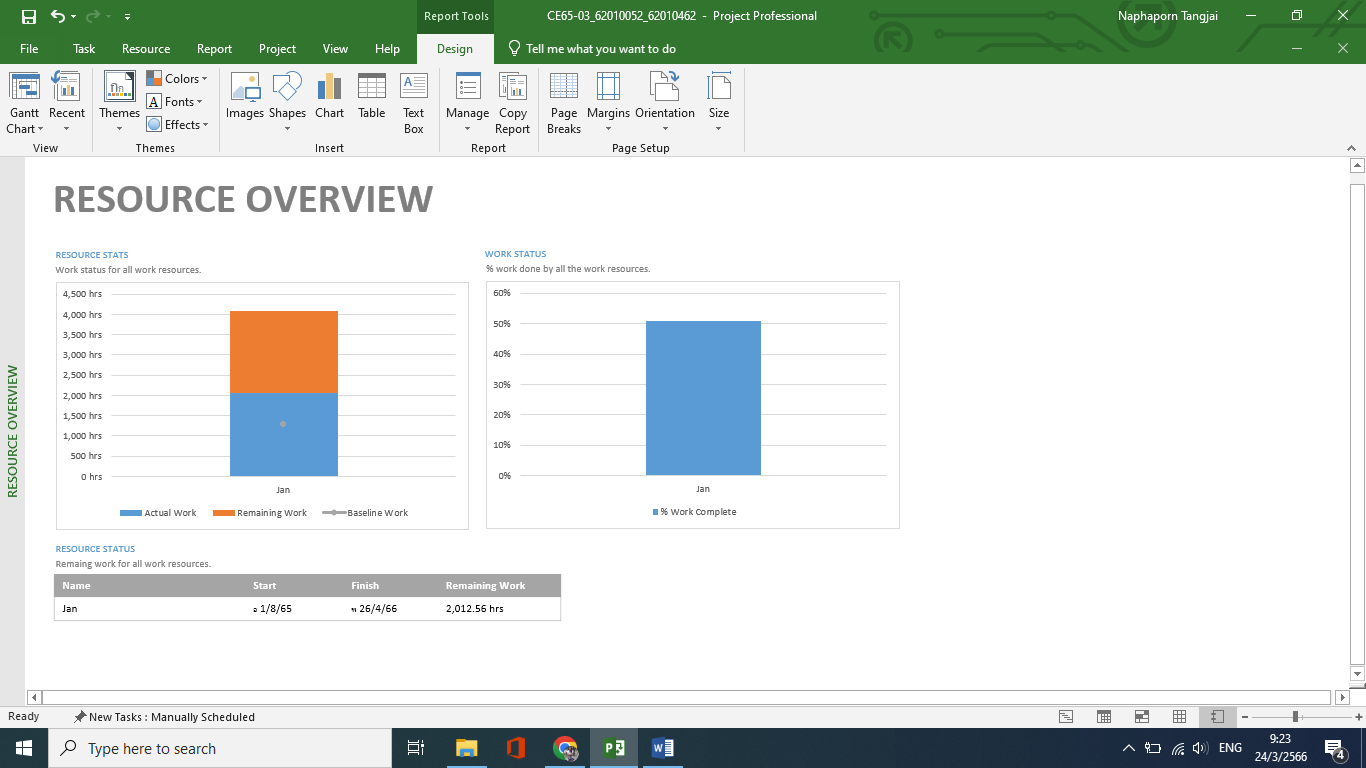 Report Tools
CE65-03_62010052_62010462 - Project Professional
Naphaporn Tangjai
File Task Resource Report Project View Help Design Tell me what you want to do
Gantt Chart
Recent
View
Themes
Colors
Fonts
Effects
Themes
Images
Shapes
Chart
Table
Text Box
Insert
Manage
Copy Report
Report
Page Breaks
Margins
Orientation
Size
Page Setup
RESOURCE OVERVIEW
RESOURCE OVERVIEW
RESOURCE STATS
Work status for all work resources.
4,500 hrs
4,000 hrs
3,500 hrs
3,000 hrs
2,500 hrs
2,000 hrs
1,500 hrs
1,000 hrs
500 hrs
0 hrs
Jan
Actual Work Remaining Work Baseline Work
WORK STATUS
% work done by all the work resources.
60%
50%
40%
30%
20%
10%
0%
Jan
% Work Complete
RESOURCE STATUS
Remaing work for all work resources.
Name Start Finish Remaining Work
Jan 1/8/65 26/4/66 2,012.56 hrs
Ready New Tasks : Manually Scheduled
Type here to search
ENG
9:23
24/3/2566
4